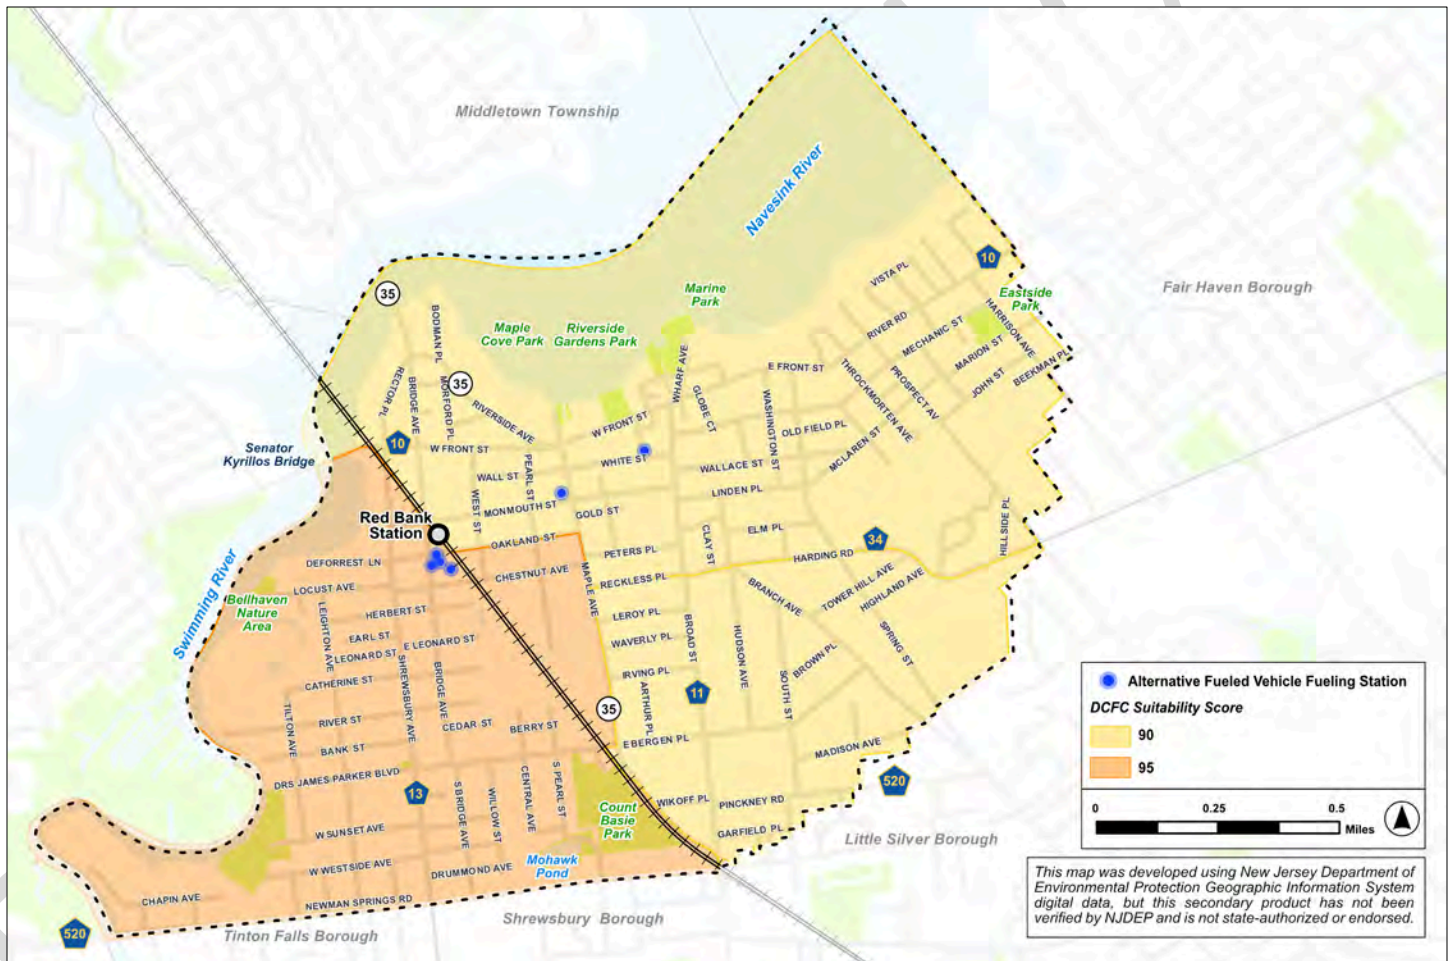 Middletown Township
Navesink River
10
VISTA PL
Fair Haven Borough
35
Marine
Park
Eastside
Park
BODMAN PL
Maple
Cove Park
Riverside
Gardens Park
RIVER RD
MECHANIC ST
HARRISON AVE
MARION ST
BEEKMAN PL
JOHN ST
E FRONT ST
WHARF AVE
THROCKMORTEN AVE
PROSPECT AV
RECTOR PL
BRIDGE AVE
MORFORD PL
35
RIVERSIDE AVE
GLOBE CT
WASHINGTON ST
OLD FIELD PL
MCLAREN ST
W FRONT ST
10
Senator
Kyrillos Bridge
W FRONT ST
WHITE ST
WALLACE ST
LINDEN PL
WALL ST
PEARL ST
WEST ST
MONMOUTH ST
GOLD ST
Red Bank
Station
ELM PL
HILLSIDE PL
OAKLAND ST
PETERS PL
CLAY ST
HARDING RD
34
DEFORREST LN
CHESTNUT AVE
MAPLE AVE
RECKLESS PL
BRANCH AVE
TOWER HILL AVE
HIGHLAND AVE
Swimming River
LOCUST AVE
Bellhaven
Nature
Area
HERBERT ST
LEIGHTON AVE
EARL ST
E LEONARD ST
LEONARD ST
LEROY PL
WAVERLY PL
BROAD ST
HUDSON AVE
SPRING ST
BROWN PL
SHREWSBURY AVE
BRIDGE AVE
CATHERINE ST
IRVING PL
ARTHUR PL
SOUTH ST
11
TILTON AVE
RIVER ST
CEDAR ST
BERRY ST
35
BANK ST
E BERGEN PL
MADISON AVE
DRS JAMES PARKER BLVD
13
S BRIDGE AVE
WILLOW ST
CENTRAL AVE
S PEARL ST
520
WIKOFF PL
PINCKNEY RD
GARFIELD PL
Count
Basie
Park
W SUNSET AVE
Little Silver Borough
W WESTSIDE AVE
DRUMMOND AVE
Mohawk
Pond
CHAPIN AVE
NEWMAN SPRINGS RD
520
Tinton Falls Borough
Shrewsbury Borough
Alternative Fueled Vehicle Fueling Station
DCFC Suitability Score
90
95
0 0.25 0.5
Miles
This map was developed using New Jersey Department of
Environmental Protection Geographic Information System
digital data, but this secondary product has not been
verified by NJDEP and is not state-authorized or endorsed.